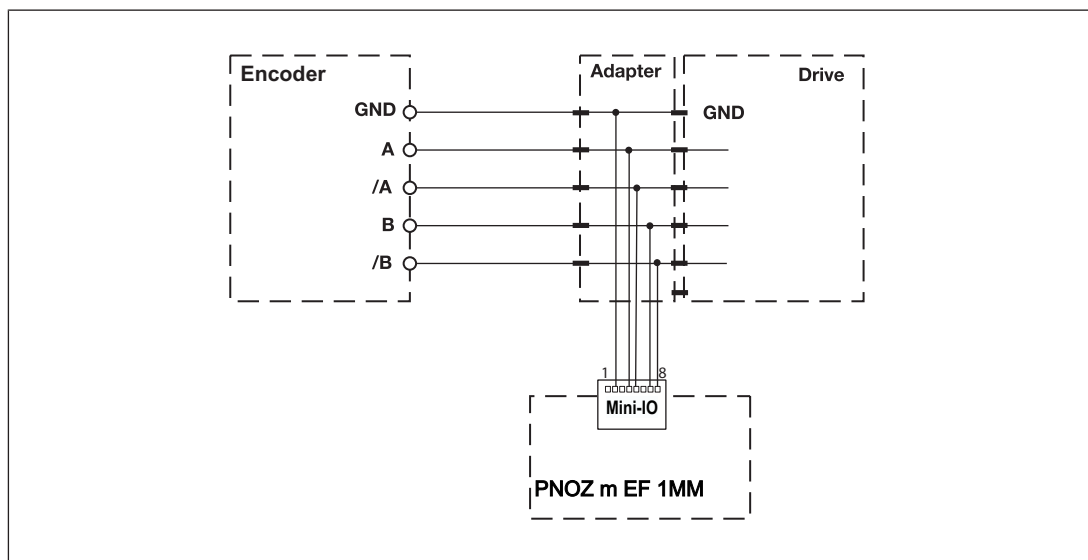 Encoder
Adapter
Drive
GND
GND
A
/A
B
/B
1
8
Mini-IO
PNOZ m EF 1MM